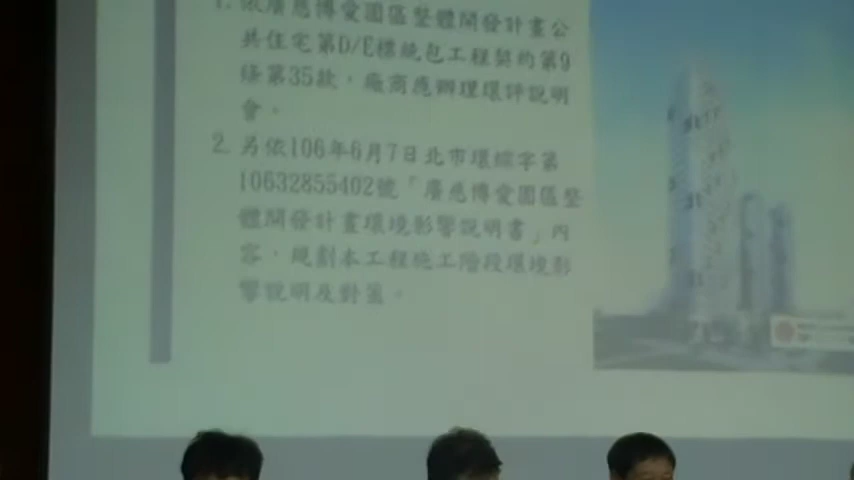 1. 依廣慈博愛園區整體開發計畫公
共住宅第D/E標統包工程契約第9
條第35款，廠商應辦理環評說明
會。
2. 另依106年6月7日北市環綜字第
10632855402號「廣慈博愛園區整
體開發計畫環境影響說明書」內
容，規劃本工程施工階段環境影
響說明及對策。